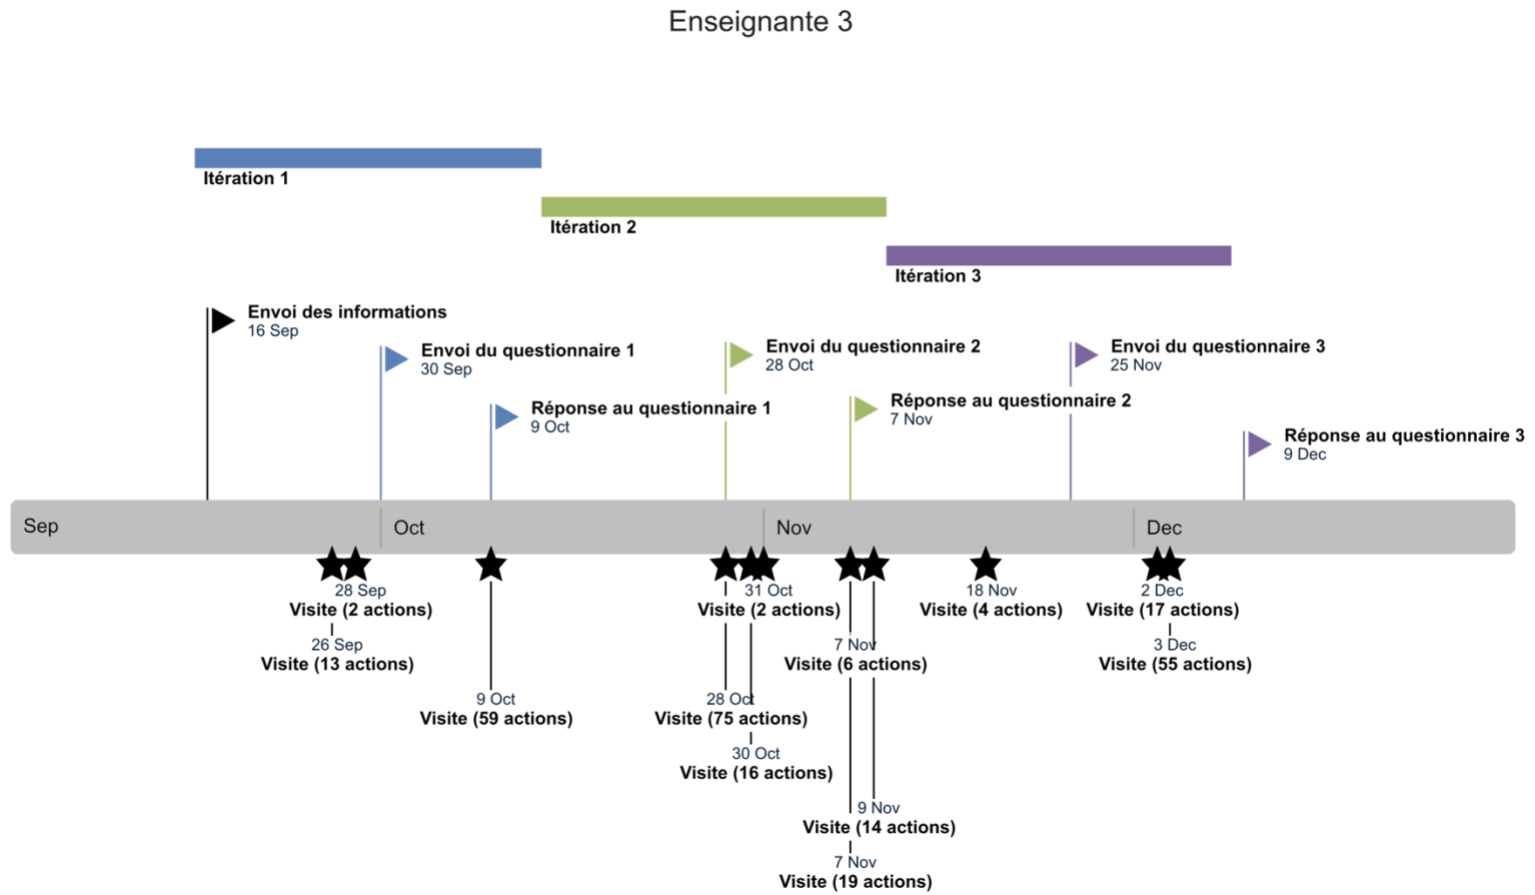 Enseignante 3
Itération 1
Itération 2
Itération 3
Envoi des informations
16 Sep
Envoi du questionnaire 1
30 Sep
Réponse au questionnaire 1
9 Oct
Envoi du questionnaire 2
28 Oct
Réponse au questionnaire 2
7 Nov
Envoi du questionnaire 3
25 Nov
Réponse au questionnaire 3
9 Dec
Sep
Oct
Nov
Dec
28 Sep
Visite (2 actions)
26 Sep
Visite (13 actions)
9 Oct
Visite (59 actions)
31 Oct
Visite (2 actions)
28 Oct
Visite (75 actions)
30 Oct
Visite (16 actions)
7 Nov
Visite (6 actions)
9 Nov
Visite (14 actions)
7 Nov
Visite (19 actions)
18 Nov
Visite (4 actions)
2 Dec
Visite (17 actions)
3 Dec
Visite (55 actions)